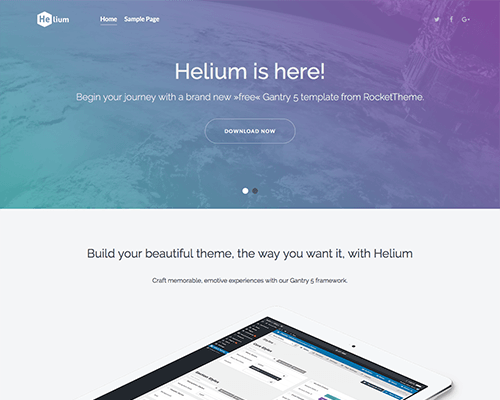 Helium
Home
Sample Page
Helium is here!
Begin your journey with a brand new »free« Gantry 5 template from RocketTheme.
DOWNLOAD NOW
Build your beautiful theme, the way you want it, with Helium
Craft memorable, emotive experiences with our Gantry 5 framework.